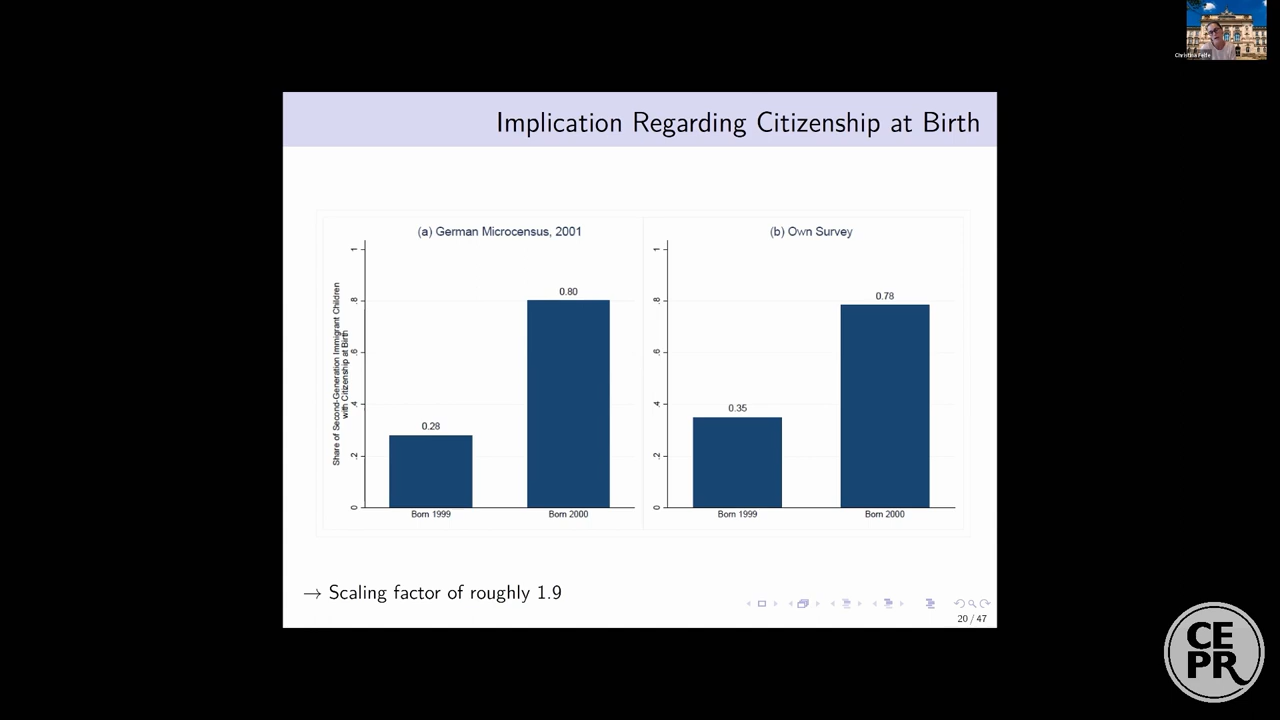 Christina Felfe
Implication Regarding Citizenship at Birth
(a) German Microcensus, 2001
Share of Second-Generation Immigrant Children
with Citizenship at Birth
1
.8
.6
.4
.2
0
0.28
0.80
Born 1999
Born 2000
(b) Own Survey
1
.8
.6
.4
.2
0
0.35
0.78
Born 1999
Born 2000
→ Scaling factor of roughly 1.9
20 / 47
CE
PR